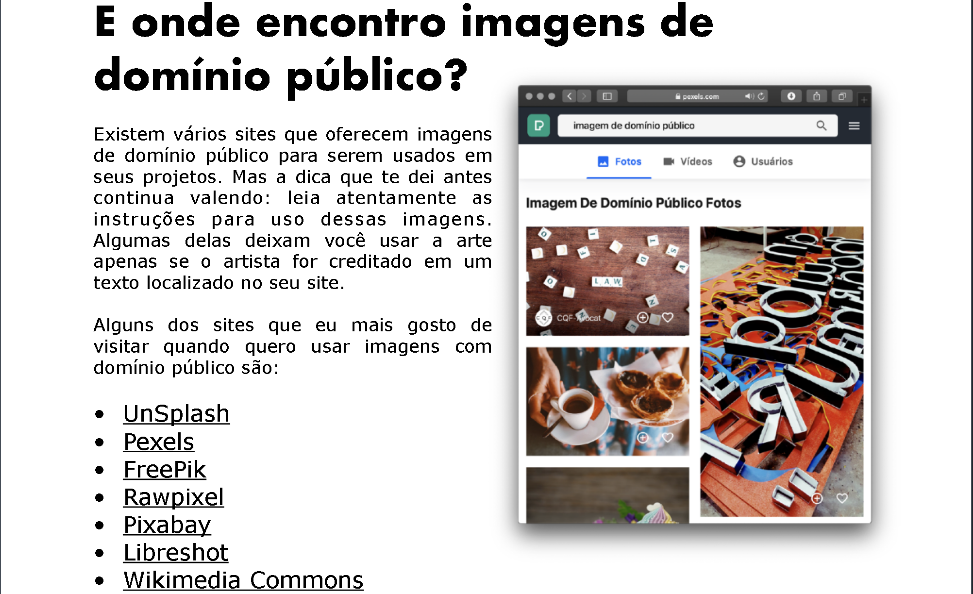 E onde encontro imagens de
domínio público?
Existem vários sites que oferecem imagens
de domínio público para serem usados em
seus projetos. Mas a dica que te dei antes
continua valendo: leia atentamente as
instruções para uso dessas imagens.
Algumas delas deixam você usar a arte
apenas se o artista for creditado em um
texto localizado no seu site.
Alguns dos sites que eu mais gosto de
visitar quando quero usar imagens com
domínio público são:
• UnSplash
• Pexels
• FreePik
• Rawpixel
• Pixabay
• Libreshot
• Wikimedia Commons
pexels.com
imagem de domínio público
Fotos Vídeos Usuários
Imagem De Domínio Público Fotos
LAW
CQF-Avocat